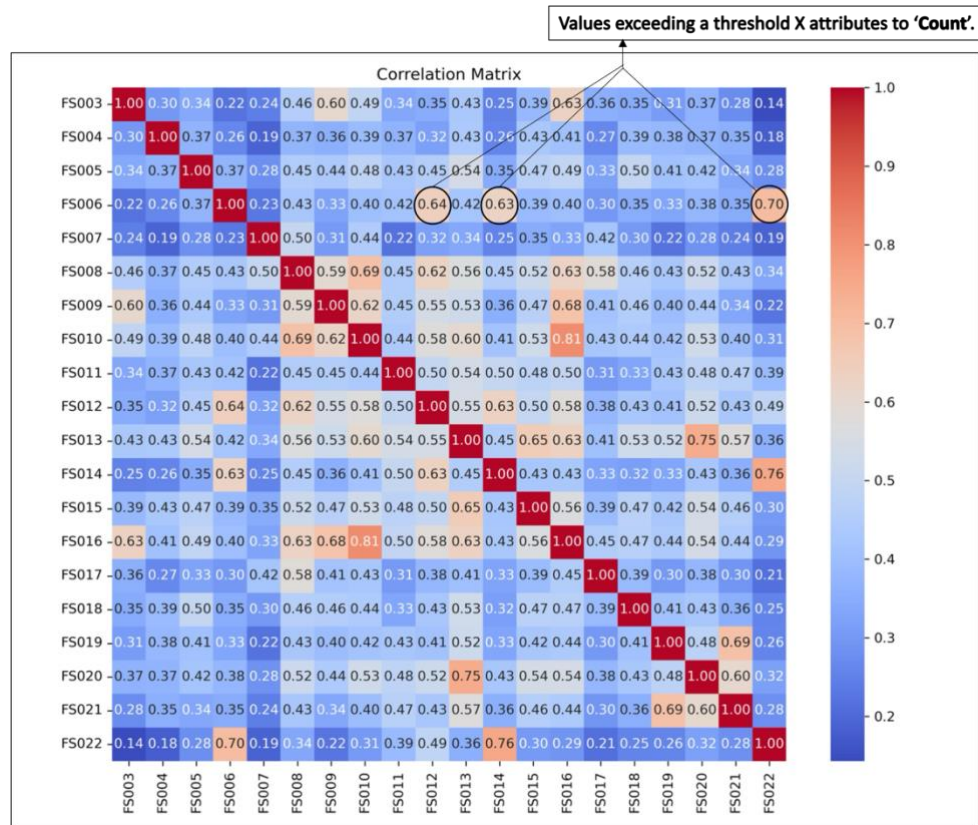 Values exceeding a threshold X attributes to ‘Count’.
Correlation Matrix
FS003 1.00 0.30 0.34 0.22 0.24 0.46 0.60 0.49 0.34 0.35 0.43 0.25 0.39 0.63 0.36 0.35 0.31 0.37 0.28 0.14
FS004 0.30 1.00 0.37 0.26 0.19 0.37 0.36 0.39 0.37 0.32 0.43 0.26 0.43 0.41 0.27 0.39 0.38 0.37 0.35 0.18
FS005 0.34 0.37 1.00 0.37 0.28 0.45 0.44 0.48 0.43 0.45 0.54 0.35 0.47 0.49 0.33 0.50 0.41 0.42 0.34 0.28
FS006 0.22 0.26 0.37 1.00 0.23 0.43 0.33 0.40 0.42 0.64 0.42 0.63 0.39 0.40 0.30 0.35 0.33 0.38 0.35 0.70
FS007 0.24 0.19 0.28 0.23 1.00 0.50 0.31 0.44 0.22 0.32 0.34 0.25 0.35 0.33 0.42 0.30 0.22 0.28 0.24 0.19
FS008 0.46 0.37 0.45 0.43 0.50 1.00 0.59 0.69 0.45 0.62 0.56 0.45 0.52 0.63 0.58 0.46 0.43 0.52 0.43 0.34
FS009 0.60 0.36 0.44 0.33 0.31 0.59 1.00 0.62 0.45 0.55 0.53 0.36 0.47 0.68 0.41 0.46 0.40 0.44 0.34 0.22
FS010 0.49 0.39 0.48 0.40 0.44 0.69 0.62 1.00 0.44 0.58 0.60 0.41 0.53 0.81 0.43 0.44 0.42 0.53 0.40 0.31
FS011 0.34 0.37 0.43 0.42 0.22 0.45 0.45 0.44 1.00 0.50 0.54 0.50 0.48 0.50 0.31 0.33 0.43 0.48 0.47 0.39
FS012 0.35 0.32 0.45 0.64 0.32 0.62 0.55 0.58 0.50 1.00 0.55 0.63 0.50 0.58 0.38 0.43 0.41 0.52 0.43 0.49
FS013 0.43 0.43 0.54 0.42 0.34 0.56 0.53 0.60 0.54 0.55 1.00 0.45 0.65 0.63 0.41 0.53 0.52 0.75 0.57 0.36
FS014 0.25 0.26 0.35 0.63 0.25 0.45 0.36 0.41 0.50 0.63 0.45 1.00 0.43 0.43 0.33 0.32 0.33 0.43 0.36 0.76
FS015 0.39 0.43 0.47 0.39 0.35 0.52 0.47 0.53 0.48 0.50 0.65 0.43 1.00 0.56 0.39 0.47 0.42 0.54 0.46 0.30
FS016 0.63 0.41 0.49 0.40 0.33 0.63 0.68 0.81 0.50 0.58 0.63 0.43 0.56 1.00 0.45 0.47 0.44 0.54 0.44 0.29
FS017 0.36 0.27 0.33 0.30 0.42 0.58 0.41 0.43 0.31 0.38 0.41 0.33 0.39 0.45 1.00 0.39 0.30 0.38 0.30 0.21
FS018 0.35 0.39 0.50 0.35 0.30 0.46 0.46 0.44 0.33 0.43 0.53 0.32 0.47 0.47 0.39 1.00 0.41 0.43 0.36 0.25
FS019 0.31 0.38 0.41 0.33 0.22 0.43 0.40 0.42 0.43 0.41 0.52 0.33 0.42 0.44 0.30 0.41 1.00 0.48 0.69 0.26
FS020 0.37 0.37 0.42 0.38 0.28 0.52 0.44 0.53 0.48 0.52 0.75 0.43 0.54 0.54 0.38 0.43 0.48 1.00 0.60 0.32
FS021 0.28 0.35 0.34 0.35 0.24 0.43 0.34 0.40 0.47 0.43 0.57 0.36 0.46 0.44 0.30 0.36 0.69 0.60 1.00 0.28
FS022 0.14 0.18 0.28 0.70 0.19 0.34 0.22 0.31 0.39 0.49 0.36 0.76 0.30 0.29 0.21 0.25 0.26 0.32 0.28 1.00
FS003 FS004 FS005 FS006 FS007 FS008 FS009 FS010 FS011 FS012 FS013 FS014 FS015 FS016 FS017 FS018 FS019 FS020 FS021 FS022
1.0
0.9
0.8
0.7
0.6
0.5
0.4
0.3
0.2